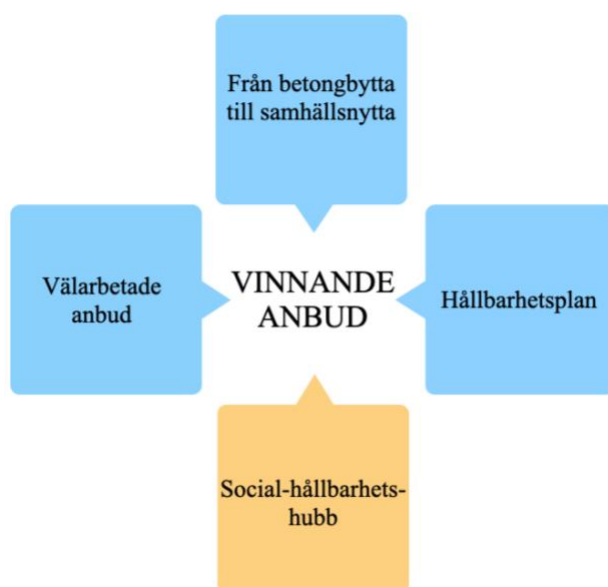 Från betongbytta
till samhällsnytta
Välarbetade
anbud
VINNANDE
ANBUD
Hållbarhetsplan
Social-hållbarhets-
hubb